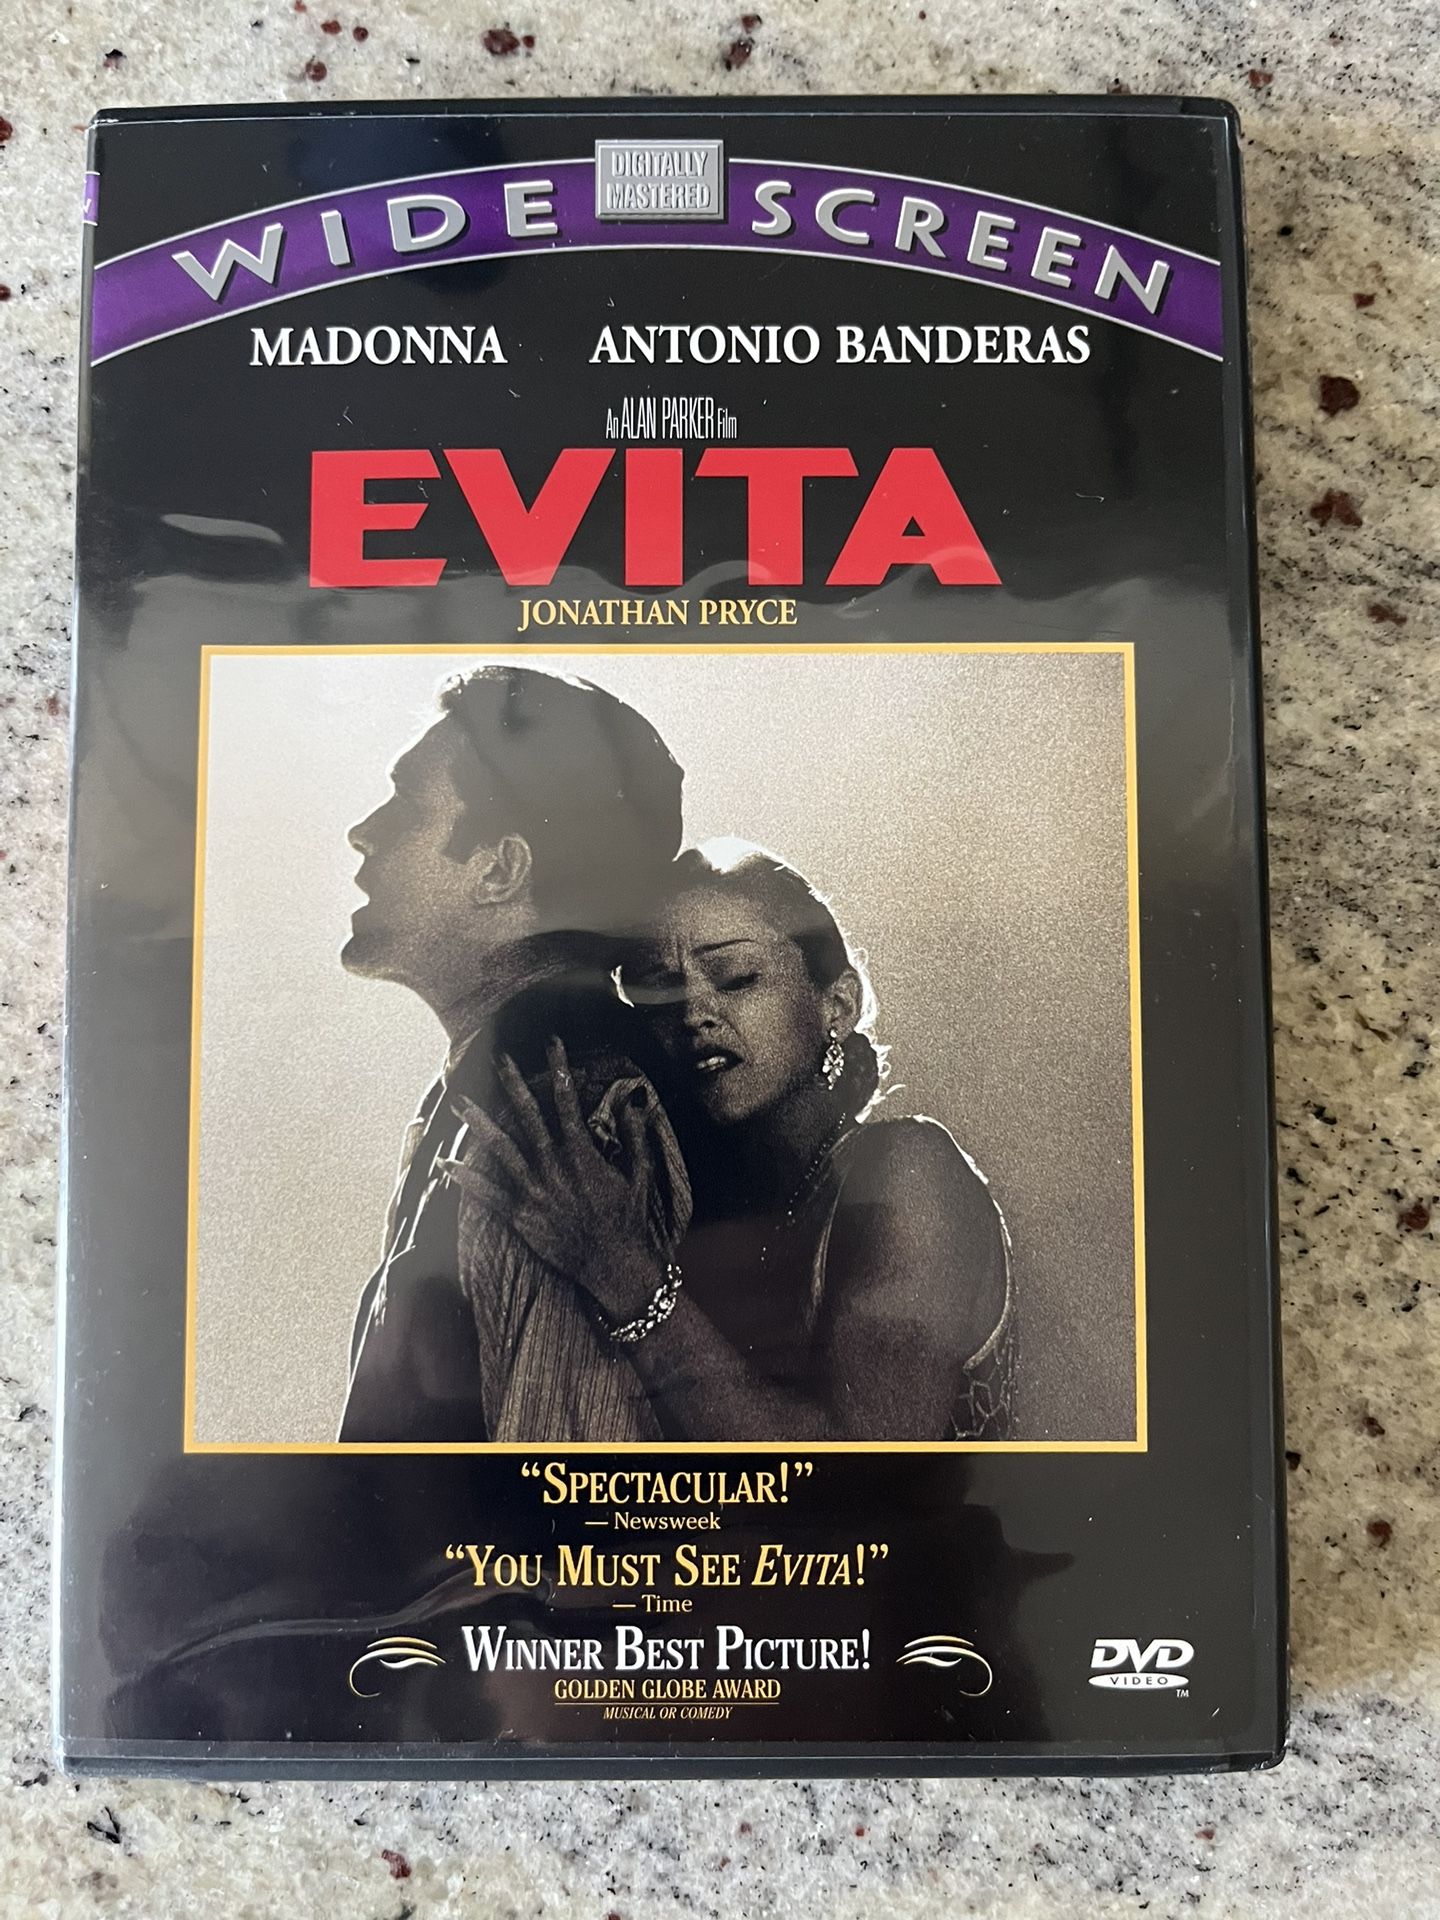 DIGITALLY
MASTERED
WIDE SCREEN
MADONNA ANTONIO BANDERAS
An ALAN PARKER Film
EVITA
JONATHAN PRYCE
“SPECTACULAR!”
— Newsweek
“YOU MUST SEE EVITA!”
— Time
WINNER BEST PICTURE!
GOLDEN GLOBE AWARD
MUSICAL OR COMEDY
DVD
VIDEO
TM